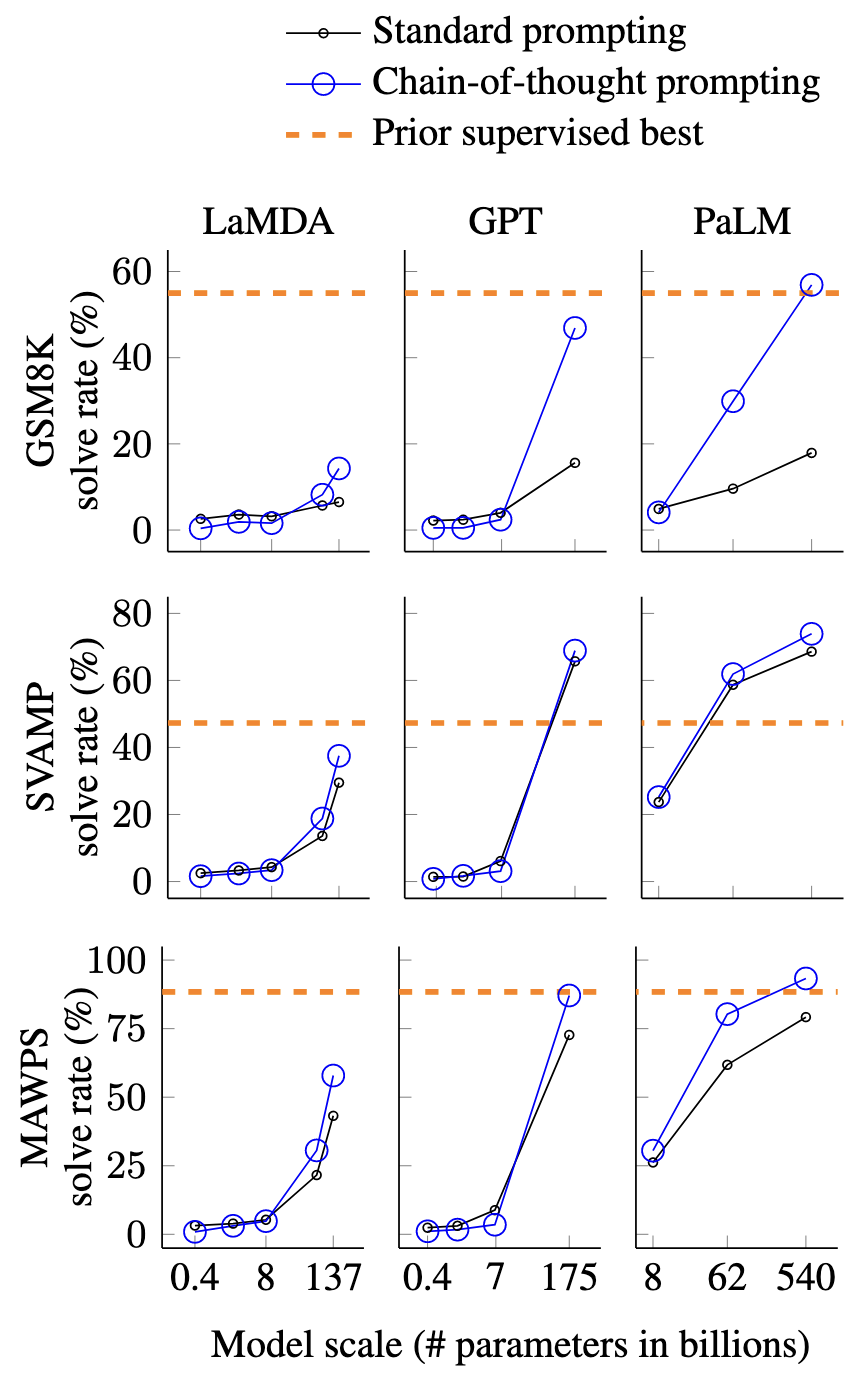 Standard prompting
Chain-of-thought prompting
Prior supervised best
LaMDA GPT PaLM
GSM8K
solve rate (%)
60
40
20
0
SVAMP
solve rate (%)
80
60
40
20
0
MAWPS
solve rate (%)
100
75
50
25
0
0.4 8 137 0.4 7 175 8 62 540
Model scale (# parameters in billions)